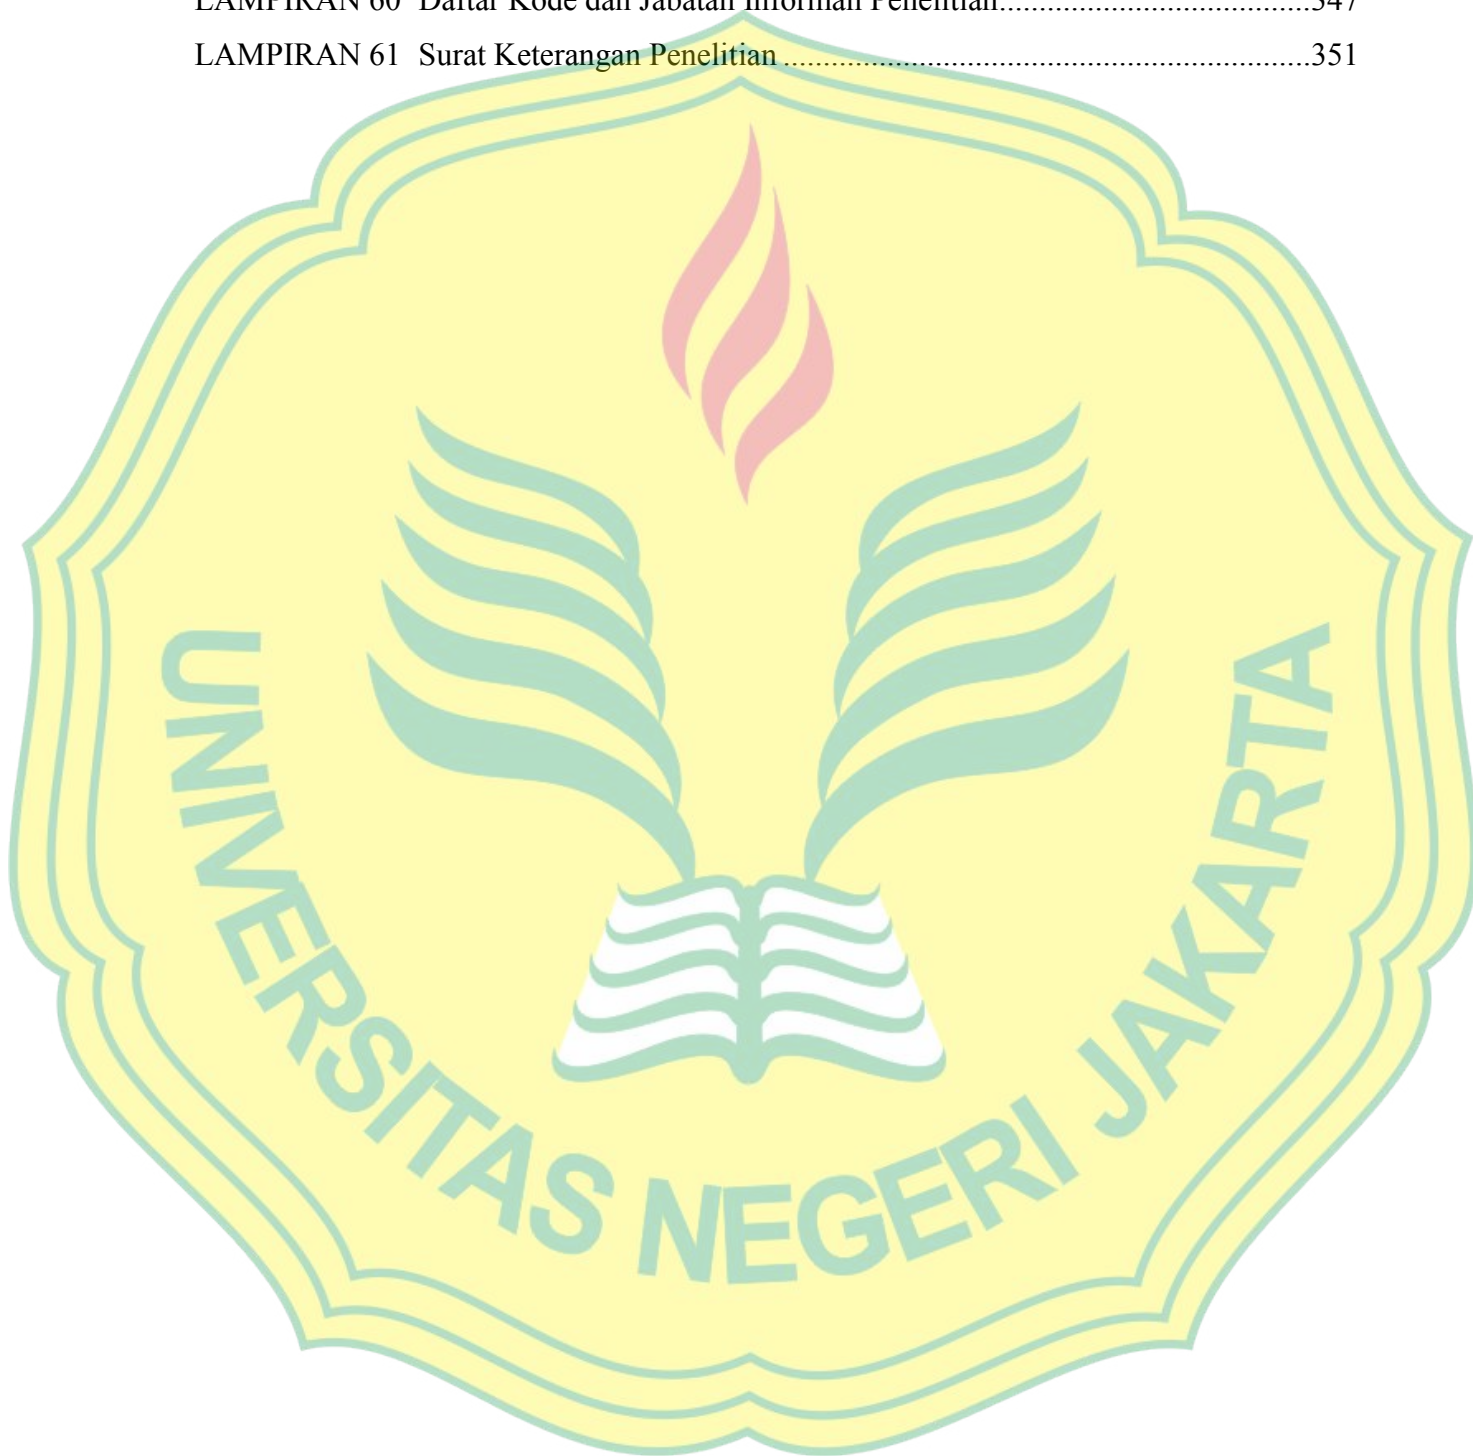 LAMPIRAN 60 Daftar Kode dan Jabatan Informan Penelitian.......................................347
LAMPIRAN 61 Surat Keterangan Penelitian ..................................................................351
UNIVERSITAS NEGERI JAKARTA